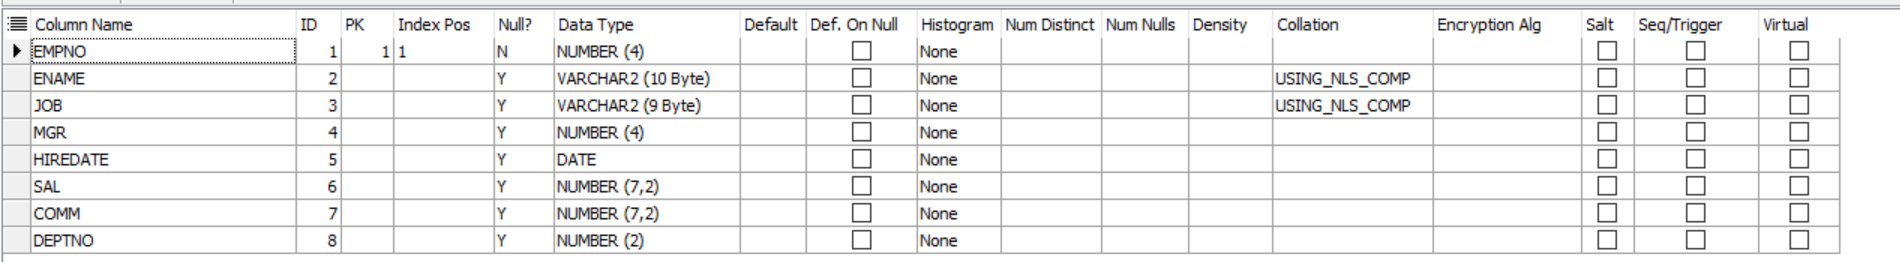 Column Name ID PK Index Pos Null? Data Type Default Def. On Null Histogram Num Distinct Num Nulls Density Collation Encryption Alg Salt Seq/Trigger Virtual
EMPNO 1 1 1 N NUMBER (4) None
ENAME 2 Y VARCHAR2 (10 Byte) None USING_NLS_COMP
JOB 3 Y VARCHAR2 (9 Byte) None USING_NLS_COMP
MGR 4 Y NUMBER (4) None
HIREDATE 5 Y DATE None
SAL 6 Y NUMBER (7,2) None
COMM 7 Y NUMBER (7,2) None
DEPTNO 8 Y NUMBER (2) None